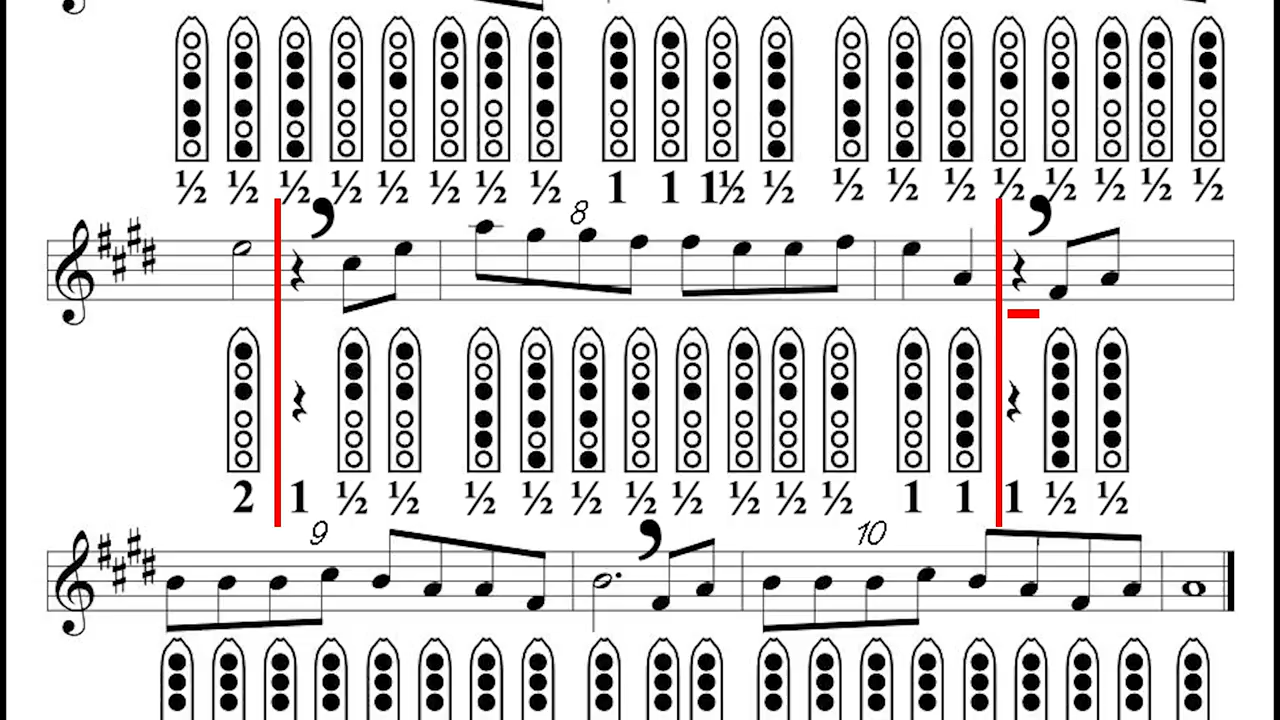 ½ ½ ½ ½ ½ ½ ½ ½ 1 1 1½ ½ ½ ½ ½ ½ ½ ½ ½ ½
8
2 1 ½ ½ ½ ½ ½ ½ ½ ½ ½ ½ 1 1 1 ½ ½
9 10